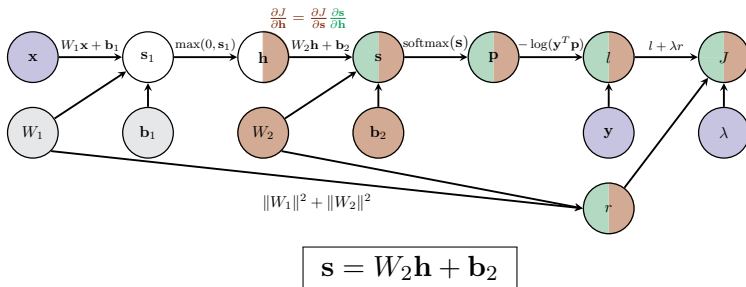 ∂J/∂h = ∂J/∂s ∂s/∂h
x W₁x + b₁ s₁ max(0, s₁) h W₂h + b₂ s softmax(s) p − log(yᵀp) l l + λr J
W₁ b₁ W₂ b₂ y λ
‖W₁‖² + ‖W₂‖² r
s = W₂h + b₂